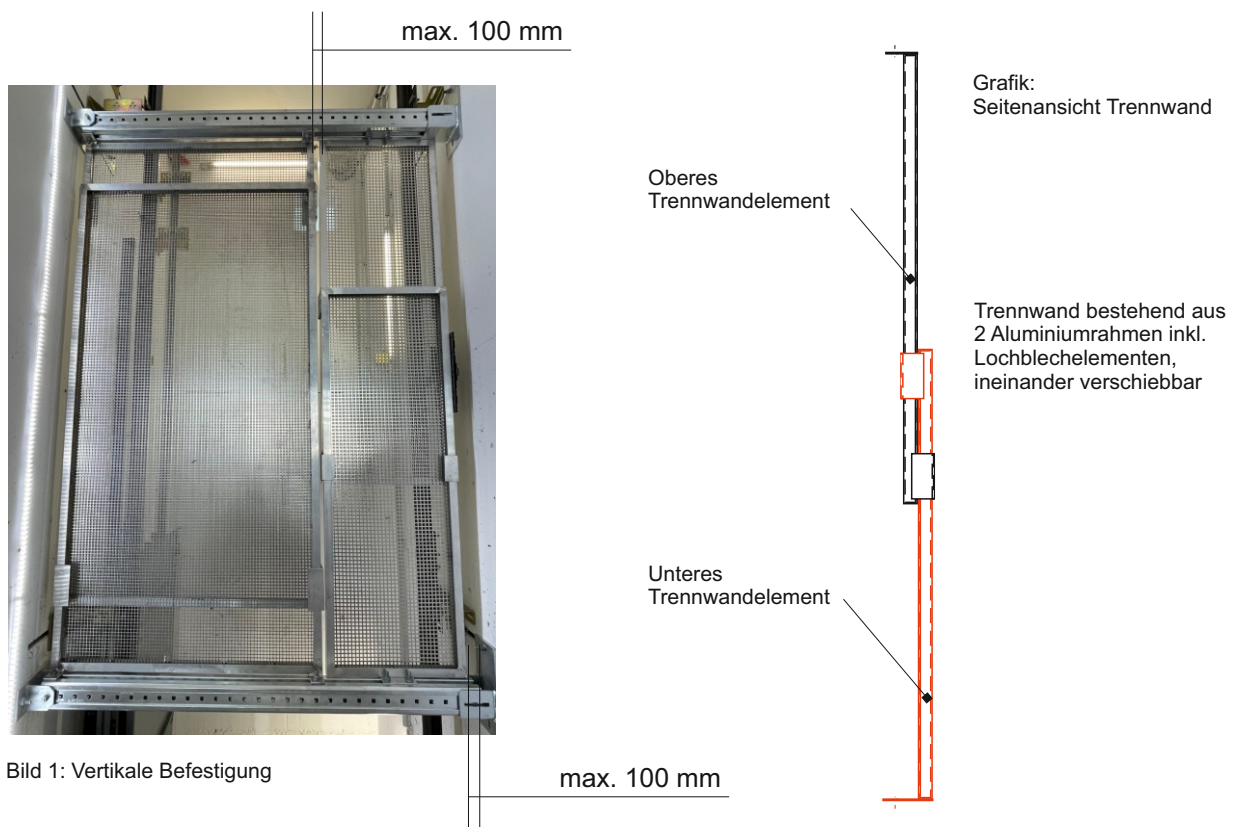 max. 100 mm
Grafik:
Seitenansicht Trennwand
Oberes
Trennwandelement
Trennwand bestehend aus
2 Aluminiumrahmen inkl.
Lochblechelementen,
ineinander verschiebbar
Unteres
Trennwandelement
Bild 1: Vertikale Befestigung
max. 100 mm